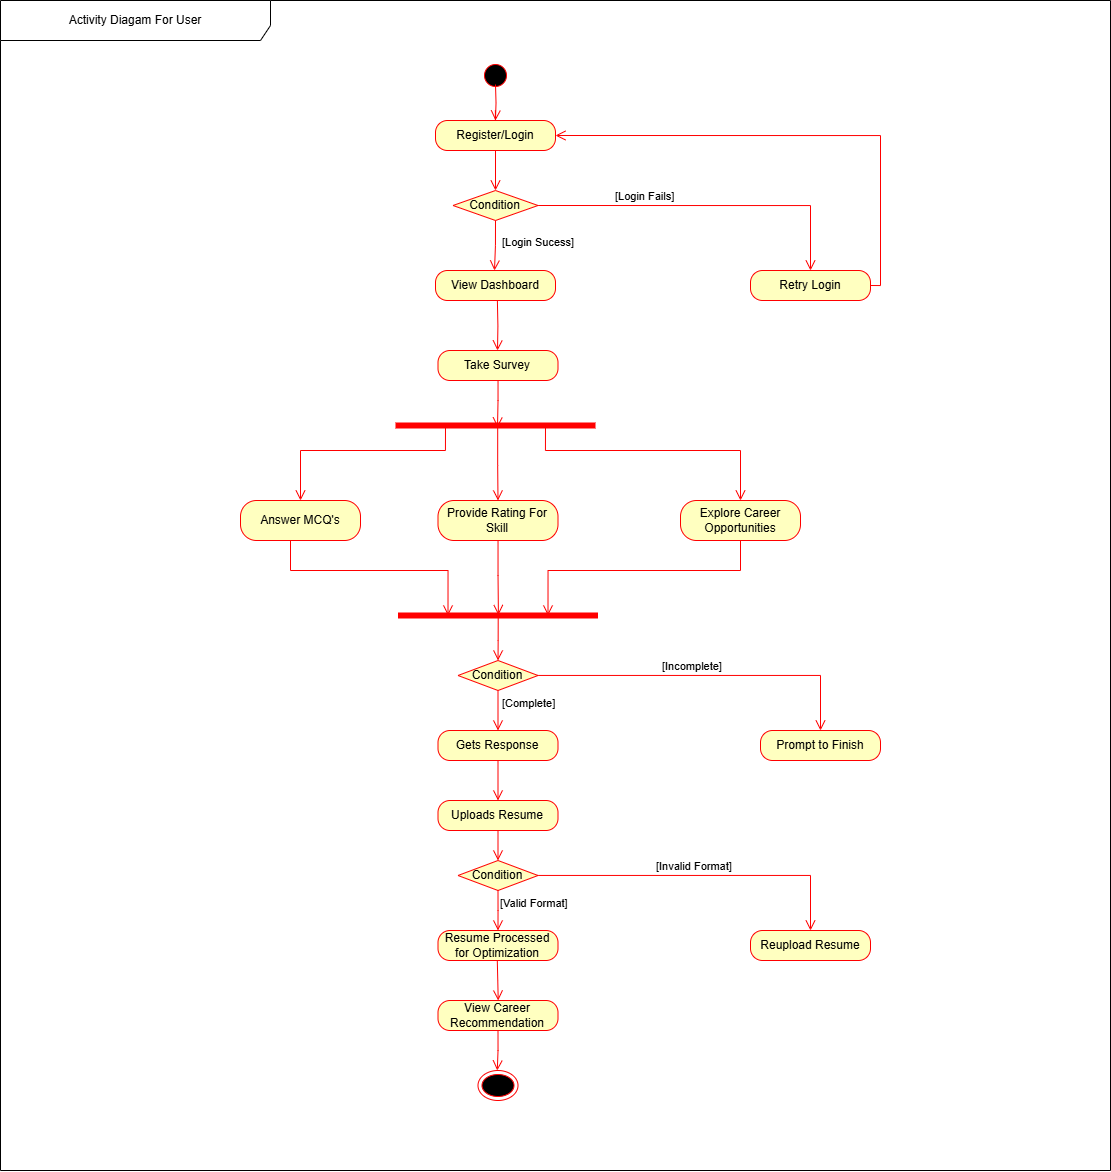 Activity Diagam For User
Register/Login
Condition
[Login Fails]
[Login Sucess]
View Dashboard
Retry Login
Take Survey
Answer MCQ's
Provide Rating For
Skill
Explore Career
Opportunities
Condition
[Incomplete]
[Complete]
Gets Response
Prompt to Finish
Uploads Resume
Condition
[Invalid Format]
[Valid Format]
Resume Processed
for Optimization
Reupload Resume
View Career
Recommendation